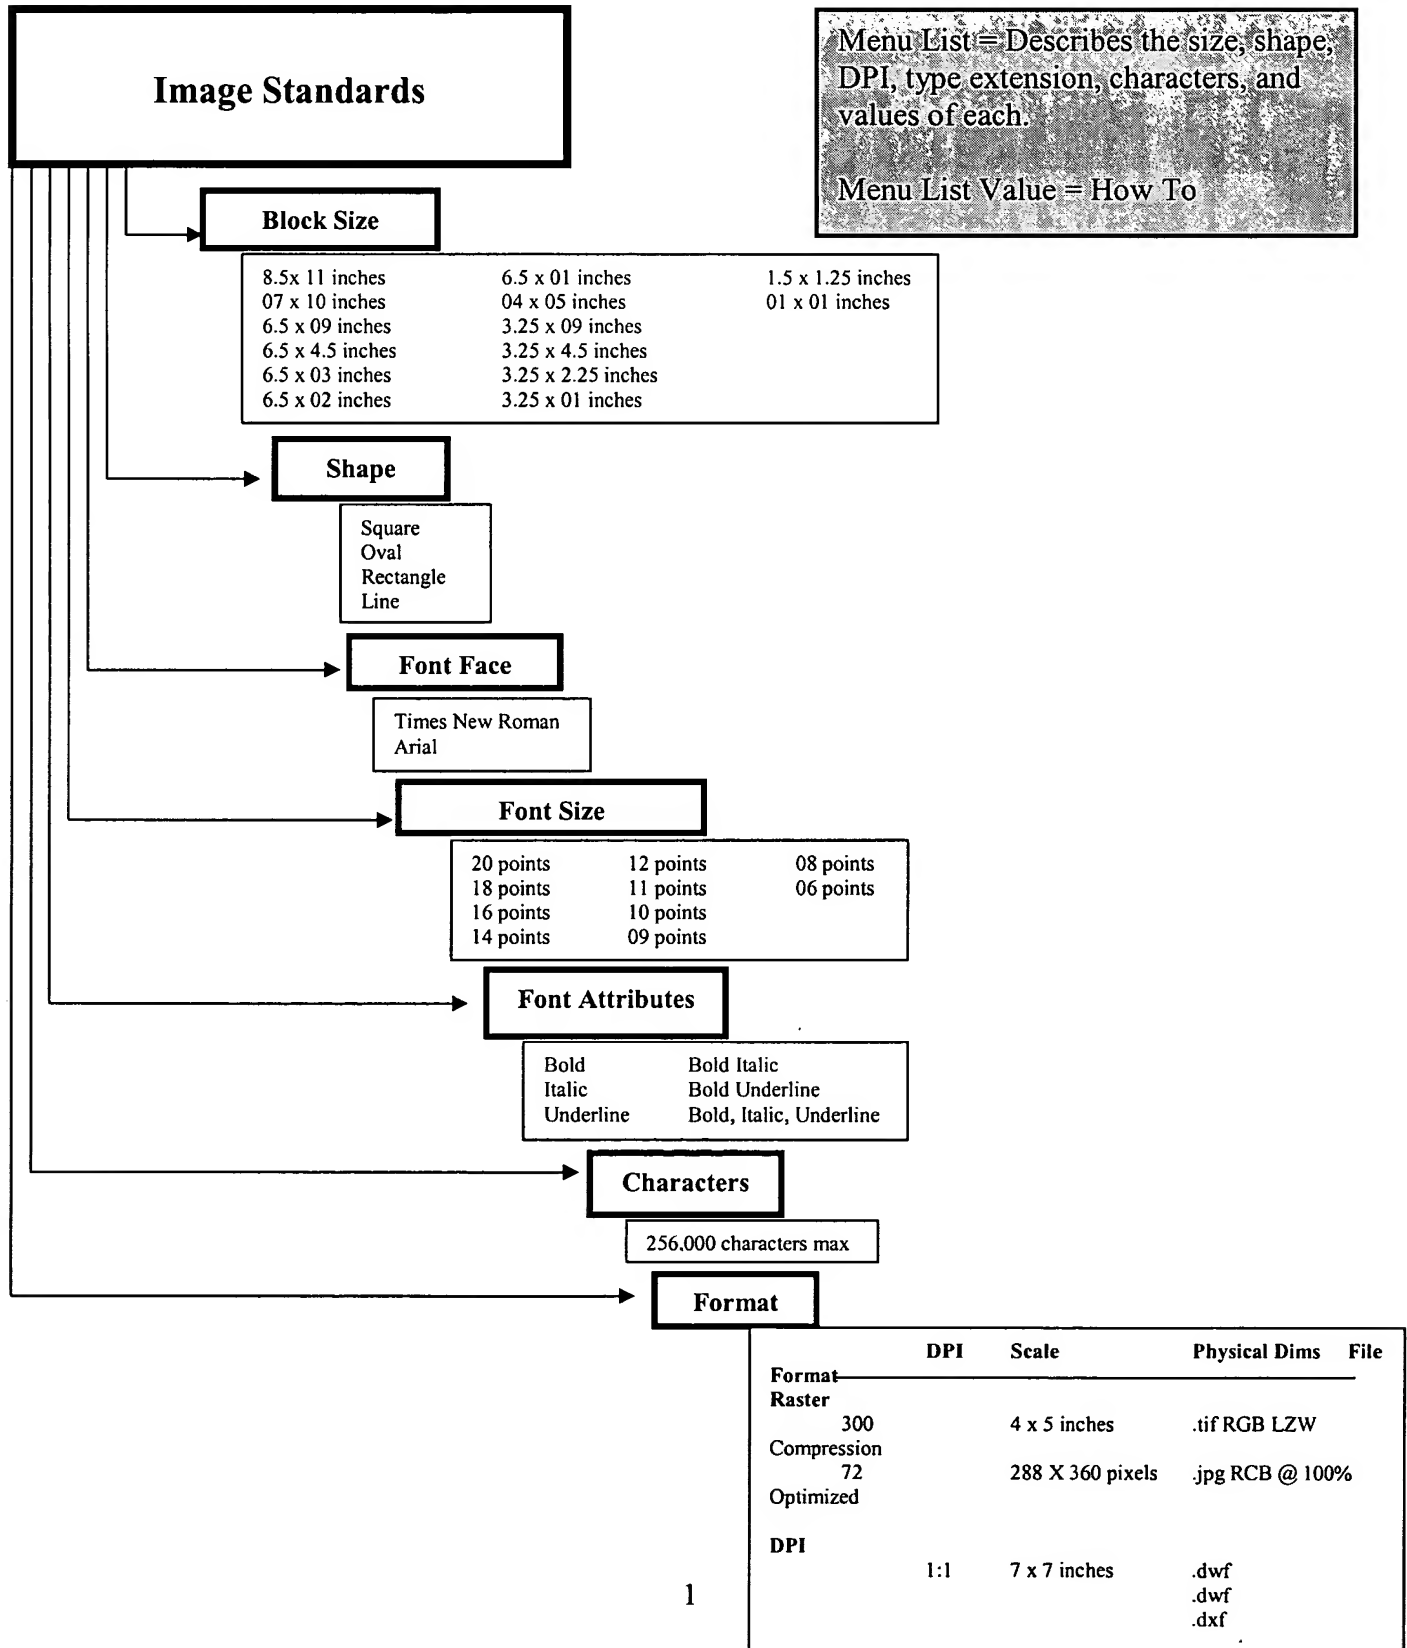 Image Standards
Menu List = Describes the size, shape,
DPI, type extension, characters, and
values of each.
Menu List Value = How To
Block Size
8.5x 11 inches 6.5 x 01 inches 1.5 x 1.25 inches
07 x 10 inches 04 x 05 inches 01 x 01 inches
6.5 x 09 inches 3.25 x 09 inches
6.5 x 4.5 inches 3.25 x 4.5 inches
6.5 x 03 inches 3.25 x 2.25 inches
6.5 x 02 inches 3.25 x 01 inches
Shape
Square
Oval
Rectangle
Line
Font Face
Times New Roman
Arial
Font Size
20 points 12 points 08 points
18 points 11 points 06 points
16 points 10 points
14 points 09 points
Font Attributes
Bold Bold Italic
Italic Bold Underline
Underline Bold, Italic, Underline
Characters
256.000 characters max
Format
DPI Scale Physical Dims File
Format
Raster
300 4 x 5 inches .tif RGB LZW
Compression
72 288 X 360 pixels .jpg RCB @ 100%
Optimized
DPI
1:1 7 x 7 inches .dwf
.dwf
.dxf
1